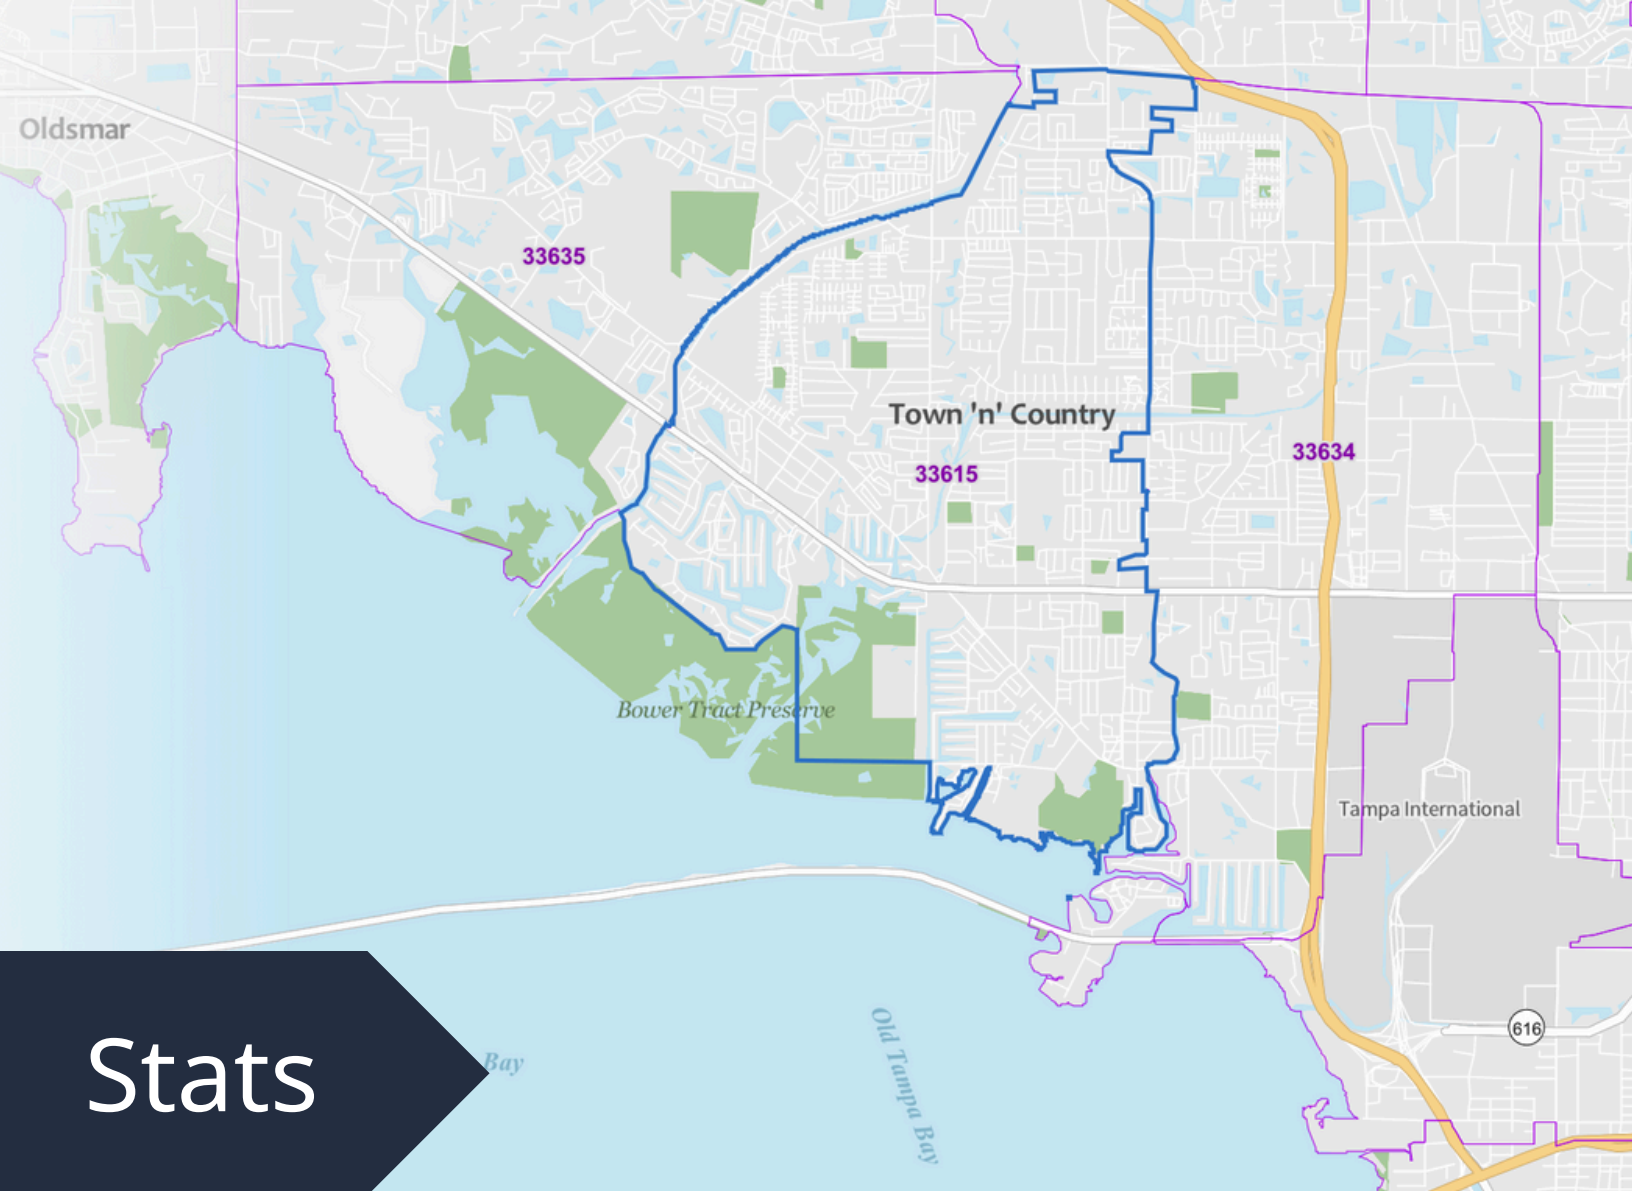 Oldsmar
33635
Town 'n' Country
33615
33634
Bower Tract Preserve
Tampa International
616
Old Tampa Bay
Bay
Stats